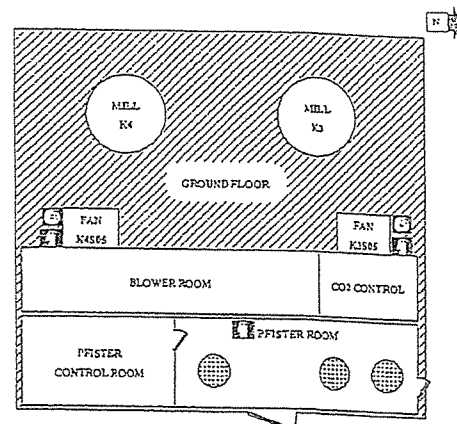 N
MILL
K4
MILL
K3
GROUND FLOOR
FAN
K4S05
FAN
K3S05
BLOWER ROOM
CO2 CONTROL
PFISTER ROOM
PFISTER
CONTROL ROOM